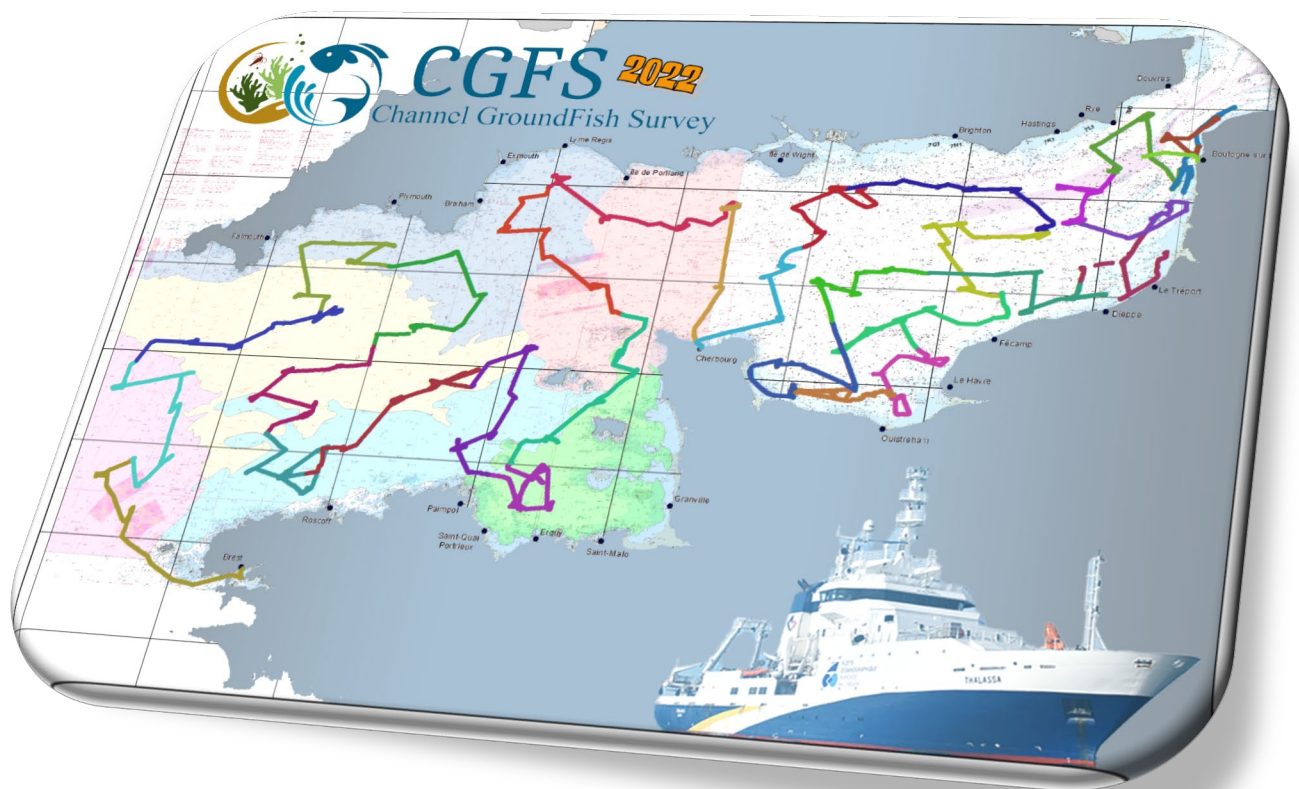 CGFS 2022
Channel GroundFish Survey
Douvres
Rye
Hastings
Brighton
Boulogne sur
Lyme Regis
Exmouth
Ile de Wight
Ile de Portland
Brixham
Plymouth
Falmouth
Le Tréport
Dieppe
Fécamp
Cherbourg
Le Havre
Ouistreham
Granville
Paimpol
Roscoff
Saint-Quai
Portrieux
Erquy
Saint-Malo
Brest
THALASSA